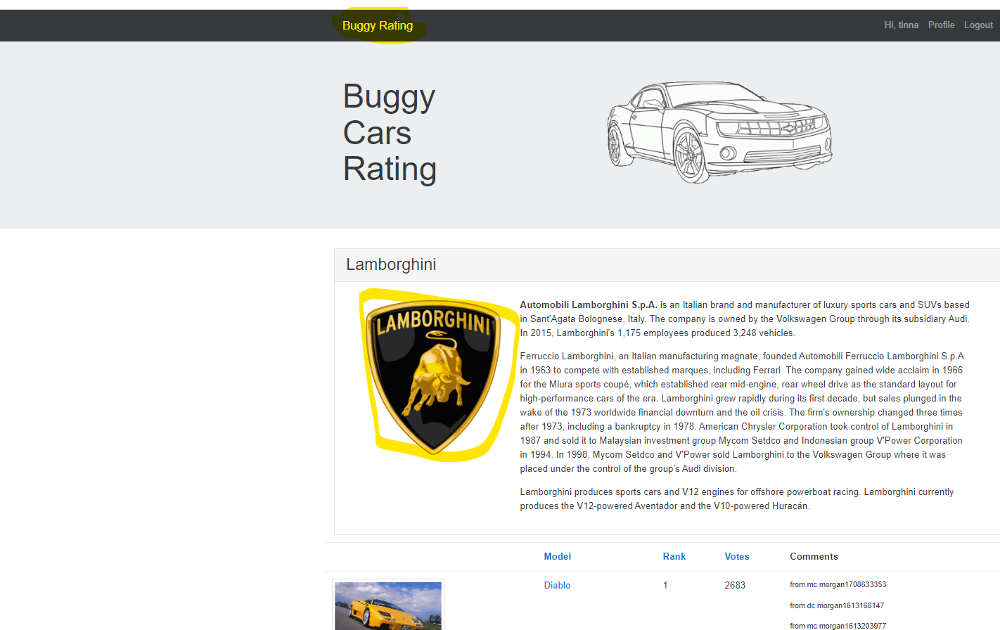 Buggy Rating
Hi, tinna Profile Logout
Buggy
Cars
Rating
Lamborghini
LAMBORGHINI
Automobili Lamborghini S.p.A. is an Italian brand and manufacturer of luxury sports cars and SUVs based
in Sant'Agata Bolognese, Italy. The company is owned by the Volkswagen Group through its subsidiary Audi.
In 2015, Lamborghini's 1,175 employees produced 3,248 vehicles.
Ferruccio Lamborghini, an Italian manufacturing magnate, founded Automobili Ferruccio Lamborghini S.p.A.
in 1963 to compete with established marques, including Ferrari. The company gained wide acclaim in 1966
for the Miura sports coupé, which established rear mid-engine, rear wheel drive as the standard layout for
high-performance cars of the era. Lamborghini grew rapidly during its first decade, but sales plunged in the
wake of the 1973 worldwide financial downturn and the oil crisis. The firm's ownership changed three times
after 1973, including a bankruptcy in 1978. American Chrysler Corporation took control of Lamborghini in
1987 and sold it to Malaysian investment group Mycom Setdco and Indonesian group V'Power Corporation
in 1994. In 1998, Mycom Setdco and V'Power sold Lamborghini to the Volkswagen Group where it was
placed under the control of the group's Audi division.
Lamborghini produces sports cars and V12 engines for offshore powerboat racing. Lamborghini currently
produces the V12-powered Aventador and the V10-powered Huracán.
Model Rank Votes Comments
Diablo 1 2683 from mc morgan1708633353
from dc morgan1613168147
from mc morgan1613203977